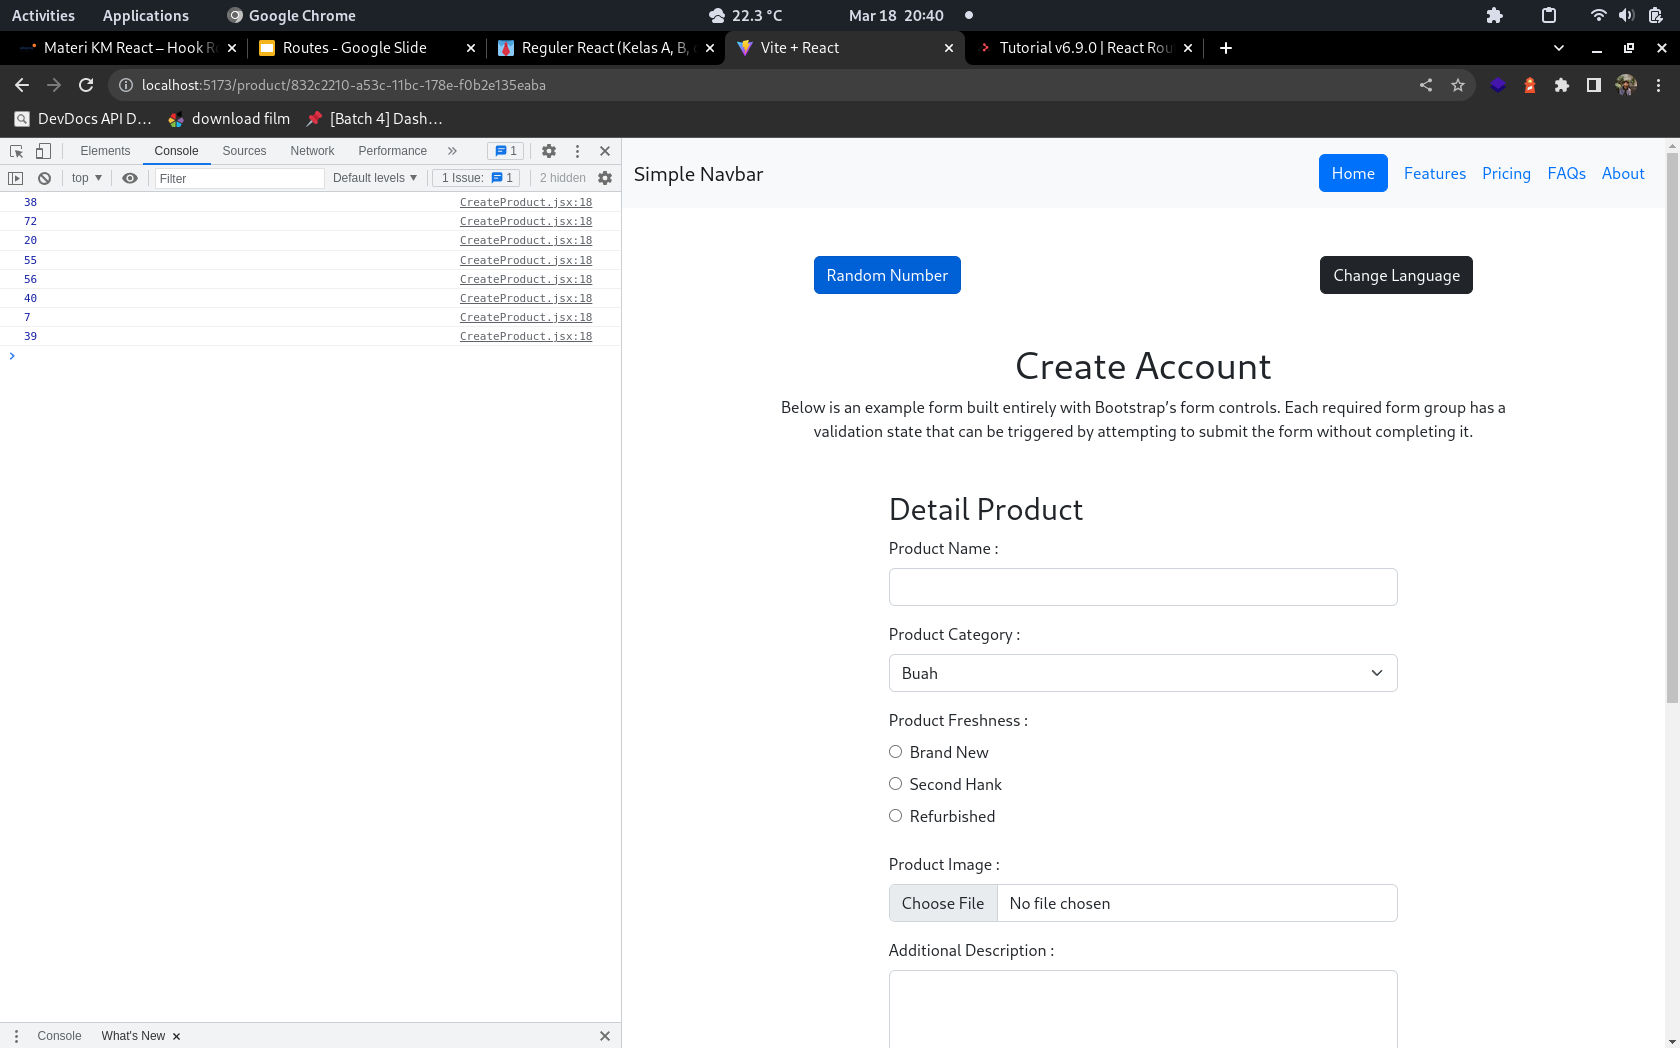 Activities Applications Google Chrome 22.3 °C Mar 18 20:40
Materi KM React – Hook R Routes - Google Slide Reguler React (Kelas A, B, Vite + React Tutorial v6.9.0 | React Rou
localhost:5173/product/832c2210-a53c-11bc-178e-f0b2e135eaba
DevDocs API D... download film [Batch 4] Dash...
Elements Console Sources Network Performance 1
top Filter Default levels 1 Issue: 1 2 hidden
38 CreateProduct.jsx:18
72 CreateProduct.jsx:18
20 CreateProduct.jsx:18
55 CreateProduct.jsx:18
56 CreateProduct.jsx:18
40 CreateProduct.jsx:18
7 CreateProduct.jsx:18
39 CreateProduct.jsx:18
Console What's New
Simple Navbar Home Features Pricing FAQs About
Random Number Change Language
Create Account
Below is an example form built entirely with Bootstrap’s form controls. Each required form group has a
validation state that can be triggered by attempting to submit the form without completing it.
Detail Product
Product Name :
Product Category :
Buah
Product Freshness :
Brand New
Second Hank
Refurbished
Product Image :
Choose File No file chosen
Additional Description :